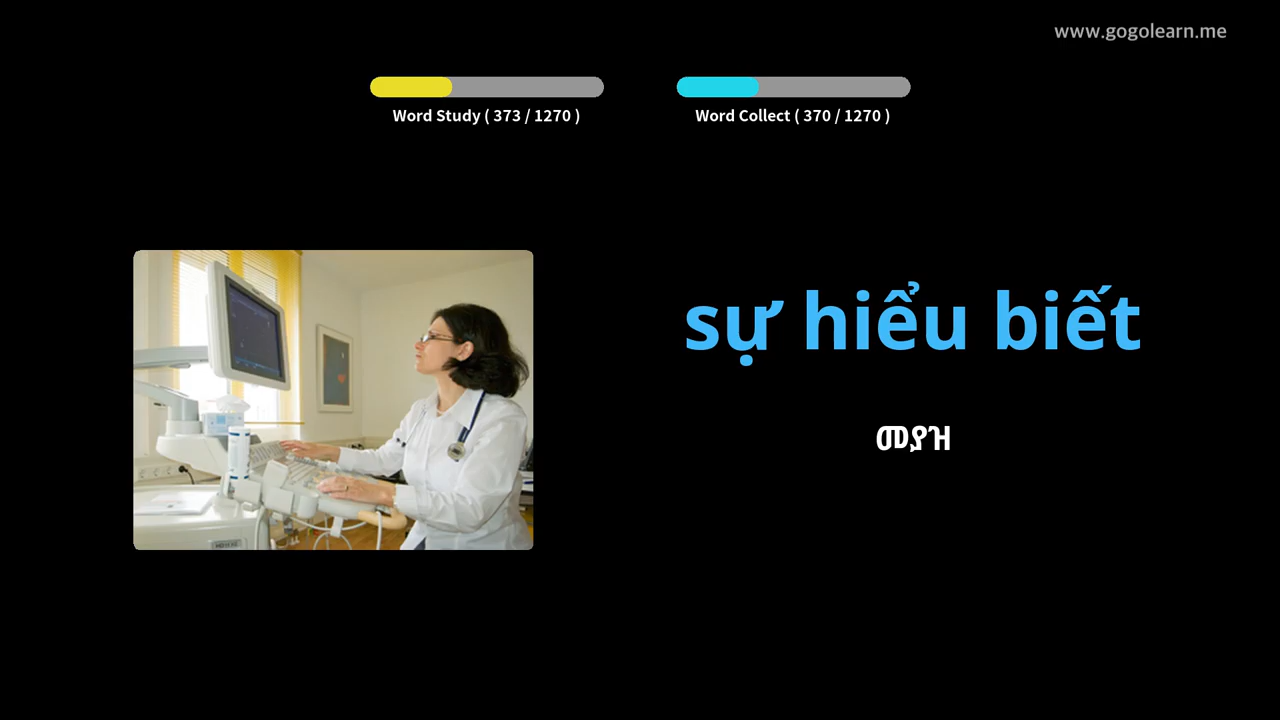 www.gogolearn.me
Word Study ( 373 / 1270 )
Word Collect ( 370 / 1270 )
sự hiểu biết
መያዝ